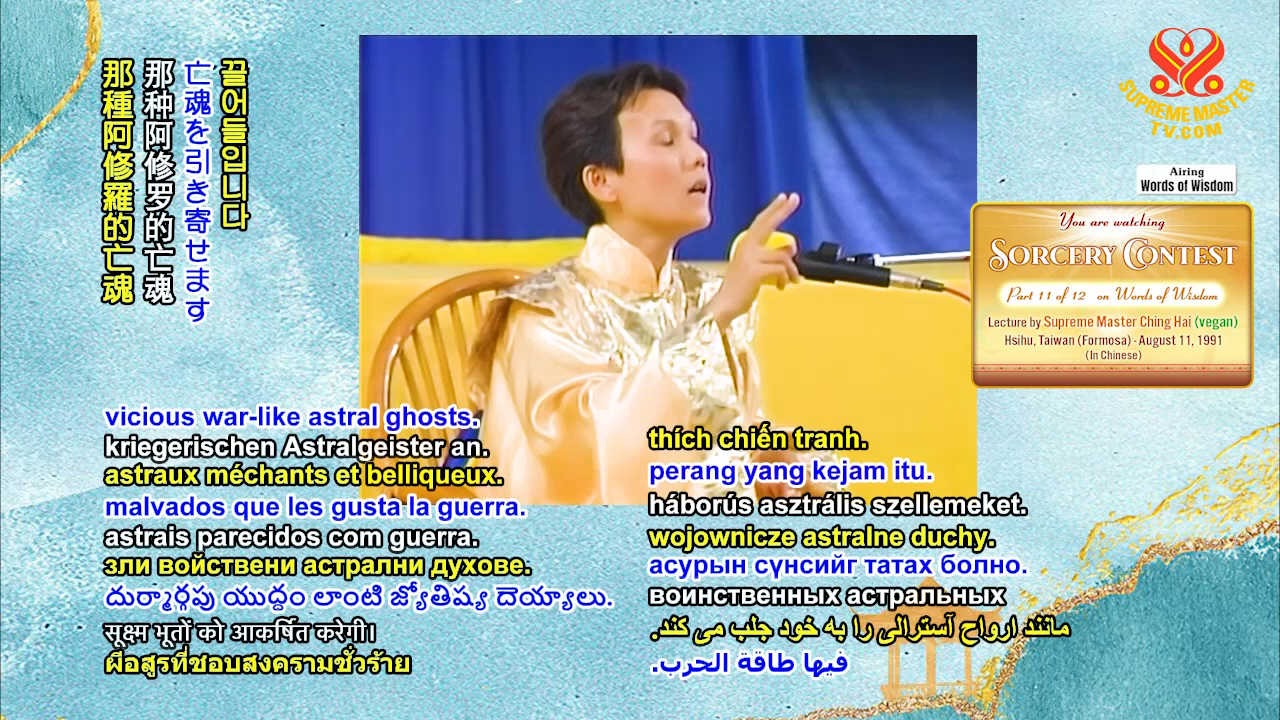 那種阿修羅的亡魂
那种阿修罗的亡魂
亡魂を引き寄せます
끌어들입니다
SUPREME MASTER
TV.COM
Airing
Words of Wisdom
You are watching
SORCERY CONTEST
Part 11 of 12 on Words of Wisdom
Lecture by Supreme Master Ching Hai (vegan)
Hsihu, Taiwan (Formosa) - August 11, 1991
(In Chinese)
vicious war-like astral ghosts.
kriegerischen Astralgeister an.
astraux méchants et belliqueux.
malvados que les gusta la guerra.
astrais parecidos com guerra.
зли войствени астрални духове.
దుర్మార్గపు యుద్ధం లాంటి జ్యోతిష్య దెయ్యాలు.
सूक्ष्म भूतों को आकर्षित करेगी।
ผีอสูรที่ชอบสงครามชั่วร้าย
thích chiến tranh.
perang yang kejam itu.
háborús asztrális szellemeket.
wojownicze astralne duchy.
асурын сүнсийг татах болно.
воинственных астральных
مانند ارواح آسترالی را به خود جلب می کند.
فيها طاقة الحرب.